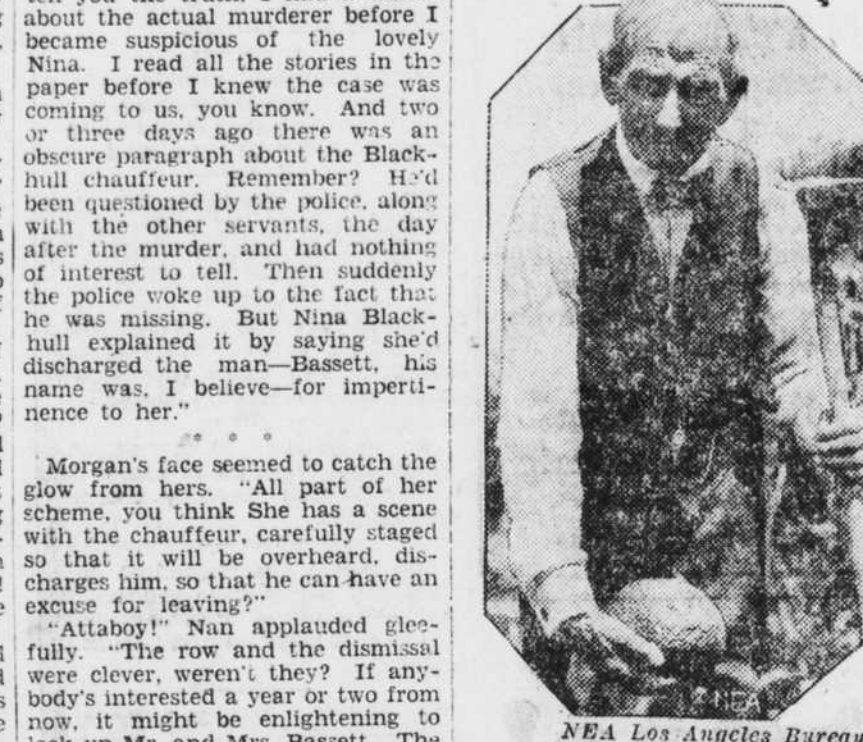 about the actual murderer before I
became suspicious of the lovely
Nina. I read all the stories in the
paper before I knew the case was
coming to us, you know. And two
or three days ago there was an
obscure paragraph about the Black-
hull chauffeur. Remember? He'd
been questioned by the police, along
with the other servants, the day
after the murder, and had nothing
of interest to tell. Then suddenly
the police woke up to the fact that
he was missing. But Nina Black-
hull explained it by saying she'd
discharged the man—Bassett, his
name was, I believe—for imperti-
nence to her."
* * *
Morgan's face seemed to catch the
glow from hers. "All part of her
scheme, you think She has a scene
with the chauffeur, carefully staged
so that it will be overheard, dis-
charges him, so that he can have an
excuse for leaving?"
"Attaboy!" Nan applauded glee-
fully. "The row and the dismissal
were clever, weren't they? If any-
body's interested a year or two from
now, it might be enlightening to
look up Mr. and Mrs. Bassett. The
NEA
NEA Los Angeles Bureau